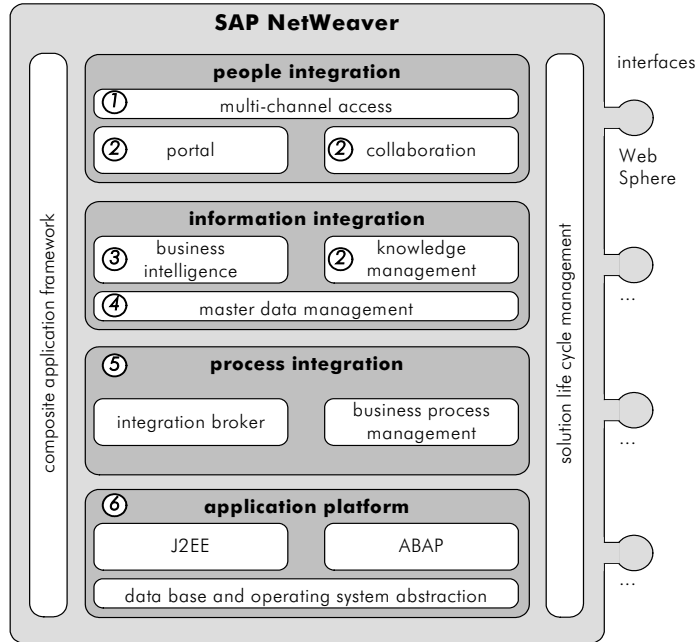 SAP NetWeaver
interfaces
people integration
1
multi-channel access
2
portal
2
collaboration
Web
Sphere
composite application framework
solution life cycle management
information integration
3
business
intelligence
2
knowledge
management
4
master data management
...
5
process integration
integration broker
business process
management
...
6
application platform
J2EE
ABAP
data base and operating system abstraction
...